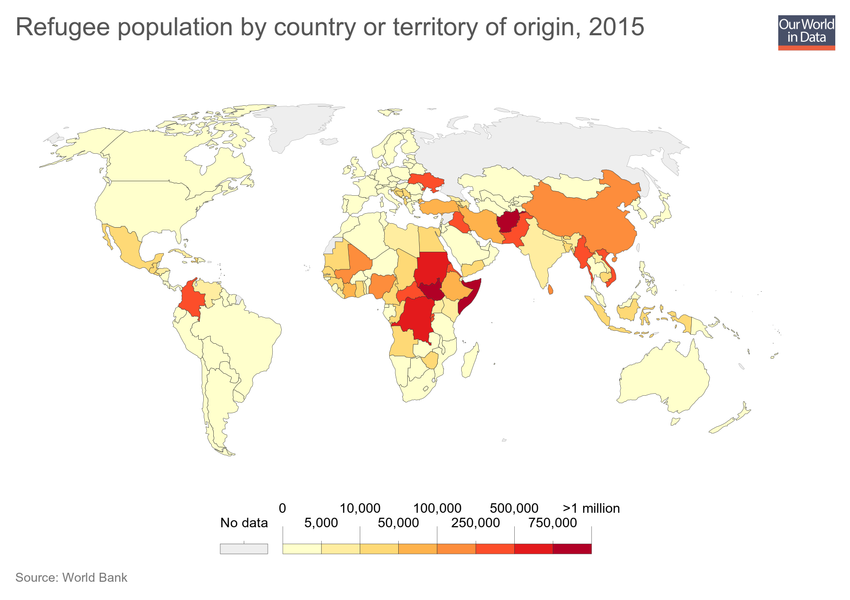 Refugee population by country or territory of origin, 2015
Our World
in Data
0 10,000 100,000 500,000 >1 million
No data 5,000 50,000 250,000 750,000
Source: World Bank